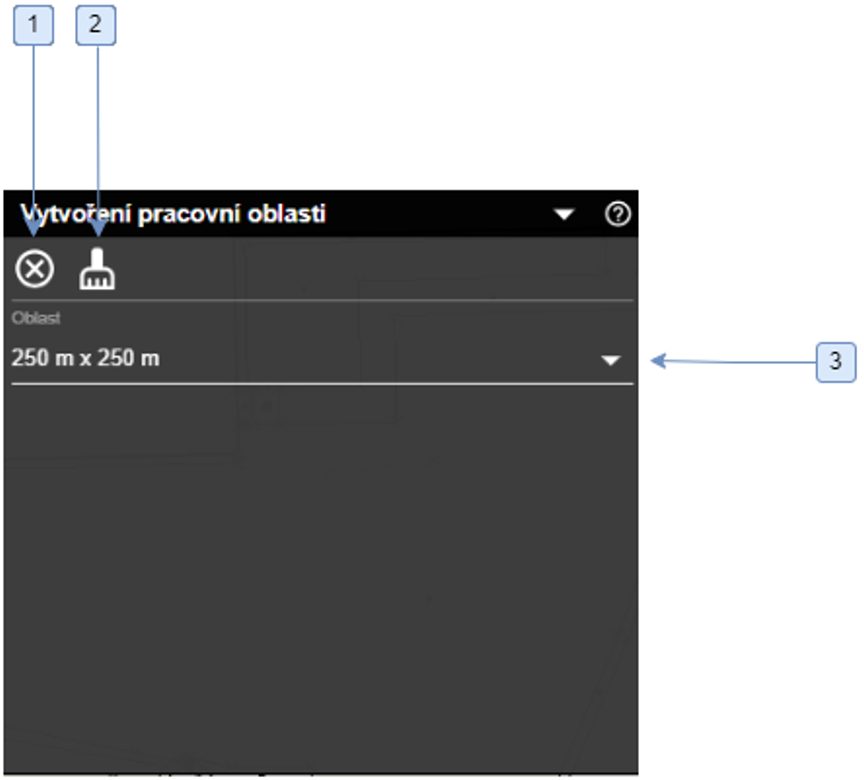 1 2
Vytvoření pracovní oblasti
Oblast
250 m x 250 m
3